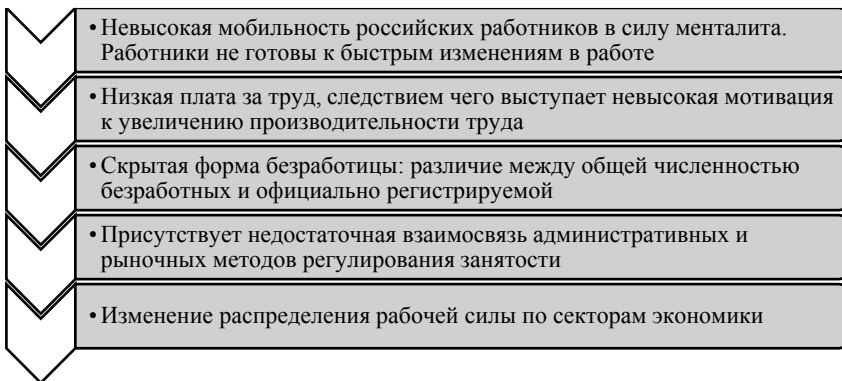 • Невысокая мобильность российских работников в силу менталита.
Работники не готовы к быстрым изменениям в работе
• Низкая плата за труд, следствием чего выступает невысокая мотивация
к увеличению производительности труда
• Скрытая форма безработицы: различие между общей численностью
безработных и официально регистрируемой
• Присутствует недостаточная взаимосвязь административных и
рыночных методов регулирования занятости
• Изменение распределения рабочей силы по секторам экономики